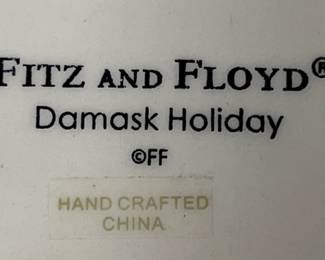 FITZ AND FLOYD®
Damask Holiday
©FF
HAND CRAFTED
CHINA